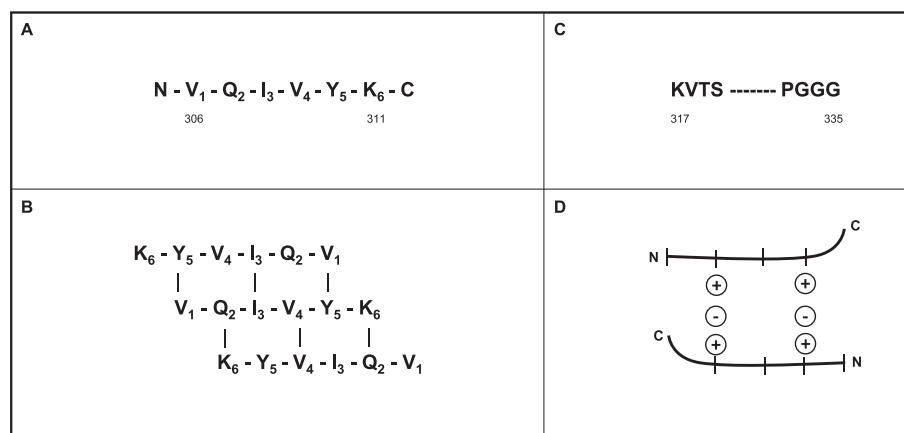 A
N - V₁ - Q₂ - I₃ - V₄ - Y₅ - K₆ - C
306 311
C
KVTS ------- PGGG
317 335
B
K₆ - Y₅ - V₄ - I₃ - Q₂ - V₁
V₁ - Q₂ - I₃ - V₄ - Y₅ - K₆
K₆ - Y₅ - V₄ - I₃ - Q₂ - V₁
D
C
N
+ +
- -
C
+ +
N